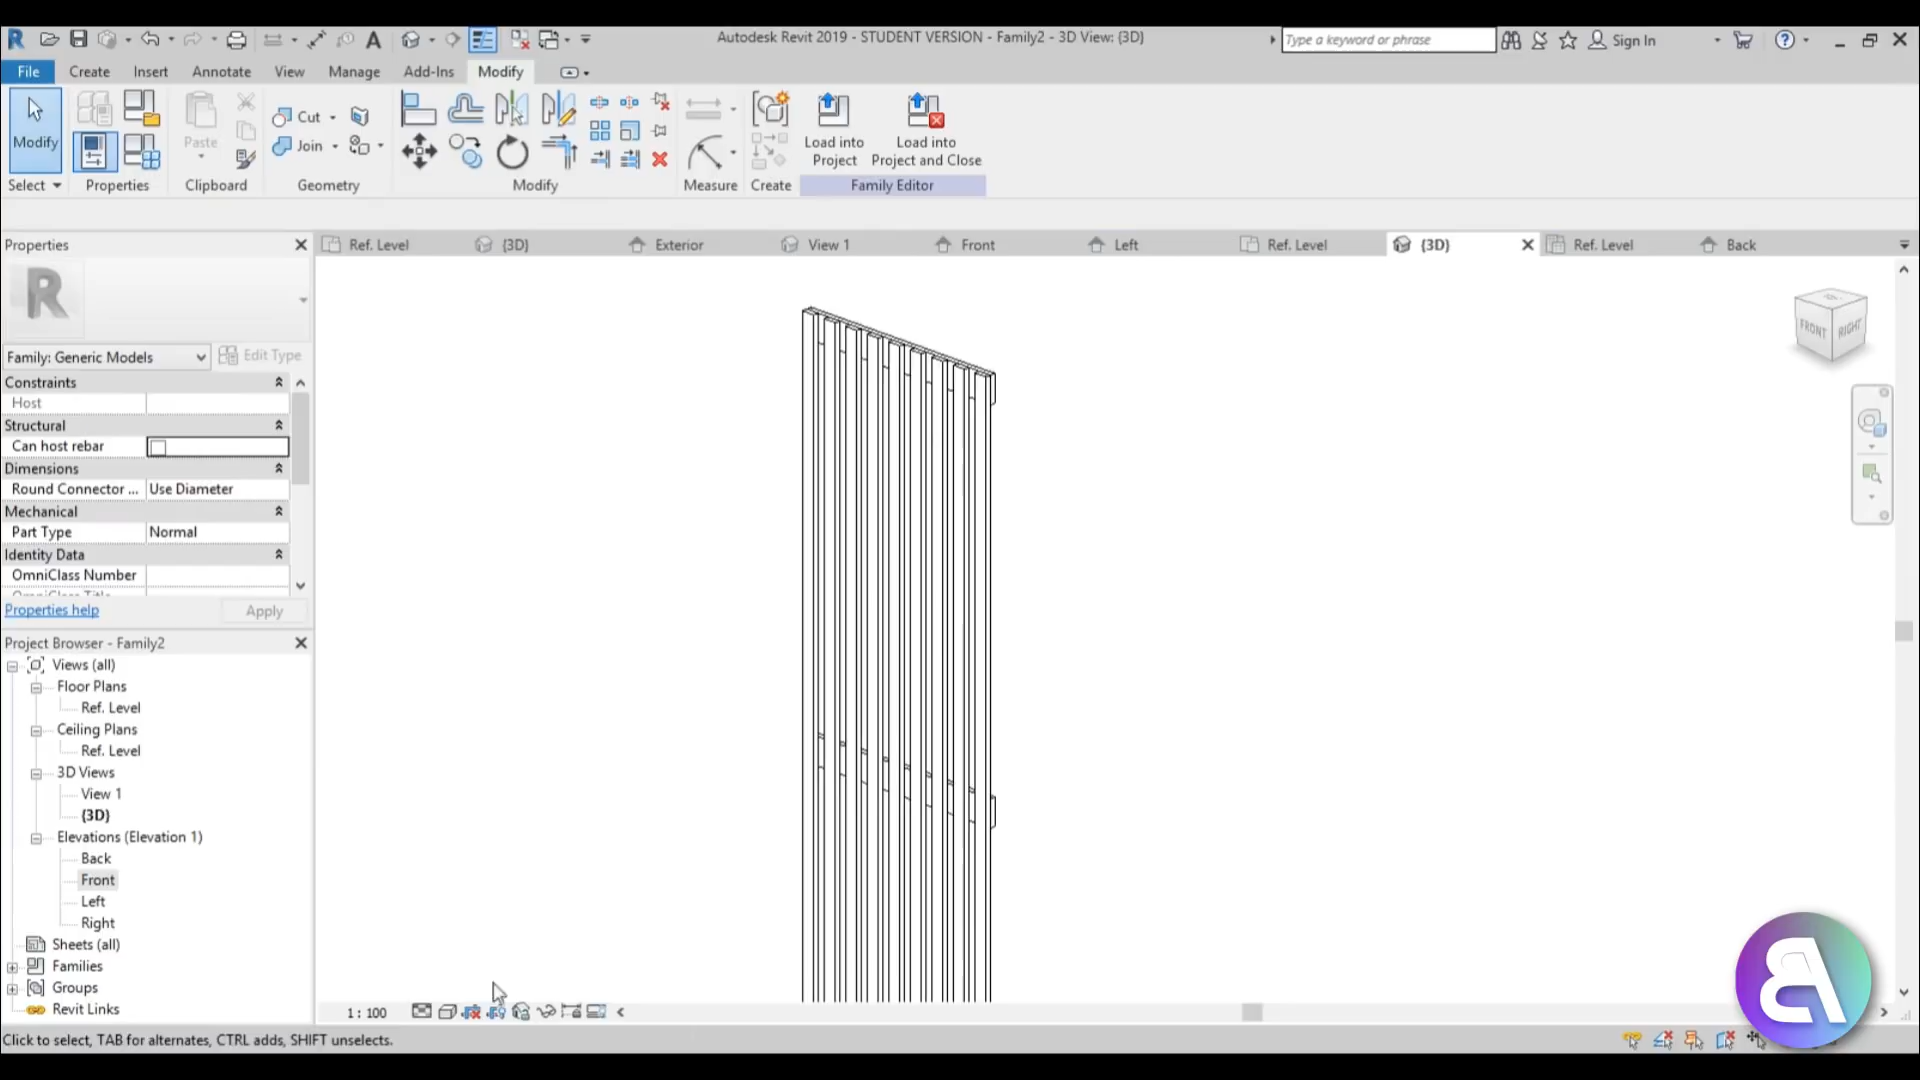 Autodesk Revit 2019 - STUDENT VERSION - Family2 - 3D View: {3D}
Type a keyword or phrase
Sign In
File Create Insert Annotate View Manage Add-Ins Modify
Modify
Paste
Cut
Join
Load into Project
Load into Project and Close
Select Properties Clipboard Geometry Modify Measure Create Family Editor
Properties
Ref. Level {3D} Exterior View 1 Front Left Ref. Level {3D} Ref. Level Back
Family: Generic Models
Edit Type
Constraints
Host
Structural
Can host rebar
Dimensions
Round Connector ... Use Diameter
Mechanical
Part Type Normal
Identity Data
OmniClass Number
Properties help
Apply
FRONT RIGHT
Project Browser - Family2
Views (all)
Floor Plans
Ref. Level
Ceiling Plans
Ref. Level
3D Views
View 1
{3D}
Elevations (Elevation 1)
Back
Front
Left
Right
Sheets (all)
Families
Groups
Revit Links
1 : 100
Click to select, TAB for alternates, CTRL adds, SHIFT unselects.